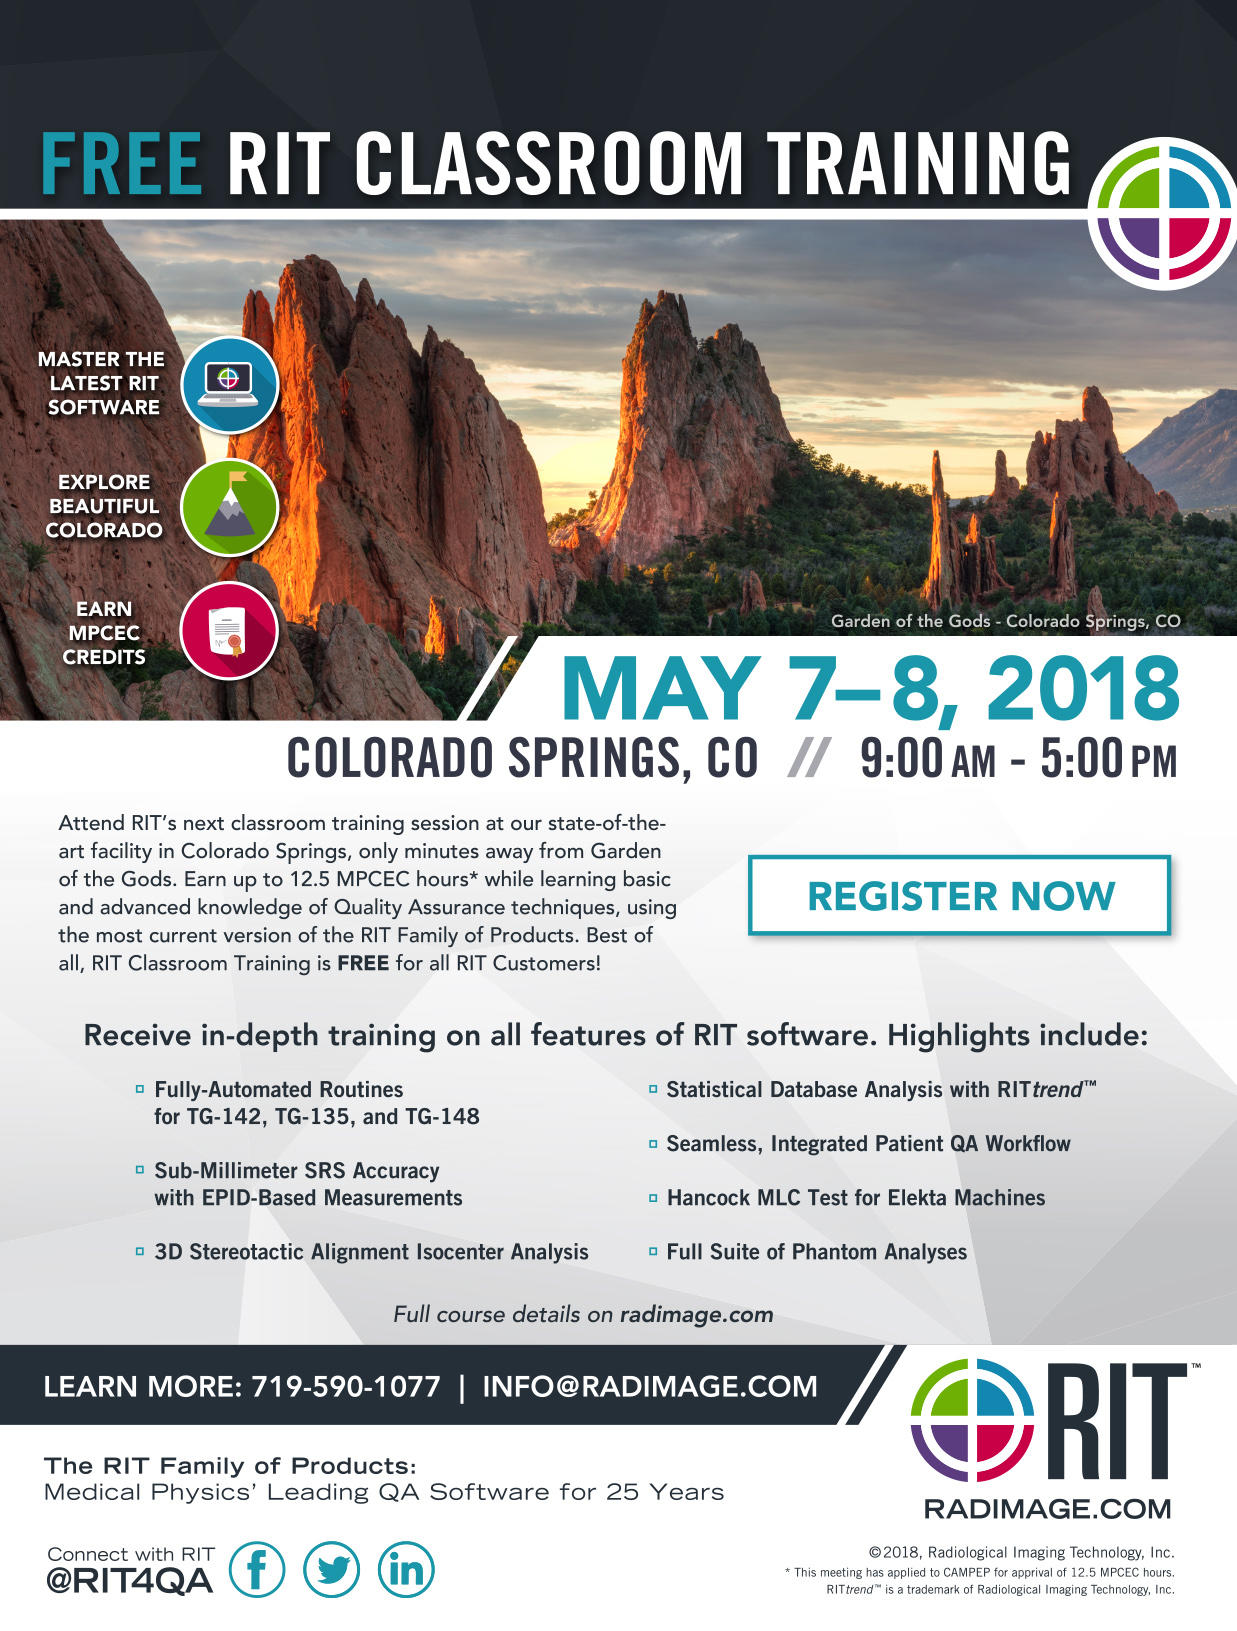 FREE RIT CLASSROOM TRAINING
MASTER THE
LATEST RIT
SOFTWARE
EXPLORE
BEAUTIFUL
COLORADO
EARN
MPCEC
CREDITS
Garden of the Gods - Colorado Springs, CO
MAY 7–8, 2018
COLORADO SPRINGS, CO // 9:00 AM - 5:00 PM
Attend RIT's next classroom training session at our state-of-the-
art facility in Colorado Springs, only minutes away from Garden
of the Gods. Earn up to 12.5 MPCEC hours* while learning basic
and advanced knowledge of Quality Assurance techniques, using
the most current version of the RIT Family of Products. Best of
all, RIT Classroom Training is FREE for all RIT Customers!
REGISTER NOW
Receive in-depth training on all features of RIT software. Highlights include:
Fully-Automated Routines
for TG-142, TG-135, and TG-148
Sub-Millimeter SRS Accuracy
with EPID-Based Measurements
3D Stereotactic Alignment Isocenter Analysis
Statistical Database Analysis with RITtrend™
Seamless, Integrated Patient QA Workflow
Hancock MLC Test for Elekta Machines
Full Suite of Phantom Analyses
Full course details on radimage.com
LEARN MORE: 719-590-1077 | INFO@RADIMAGE.COM
RIT™
RADIMAGE.COM
The RIT Family of Products:
Medical Physics' Leading QA Software for 25 Years
Connect with RIT
@RIT4QA
©2018, Radiological Imaging Technology, Inc.
* This meeting has applied to CAMPEP for apprival of 12.5 MPCEC hours.
RITtrend™ is a trademark of Radiological Imaging Technology, Inc.